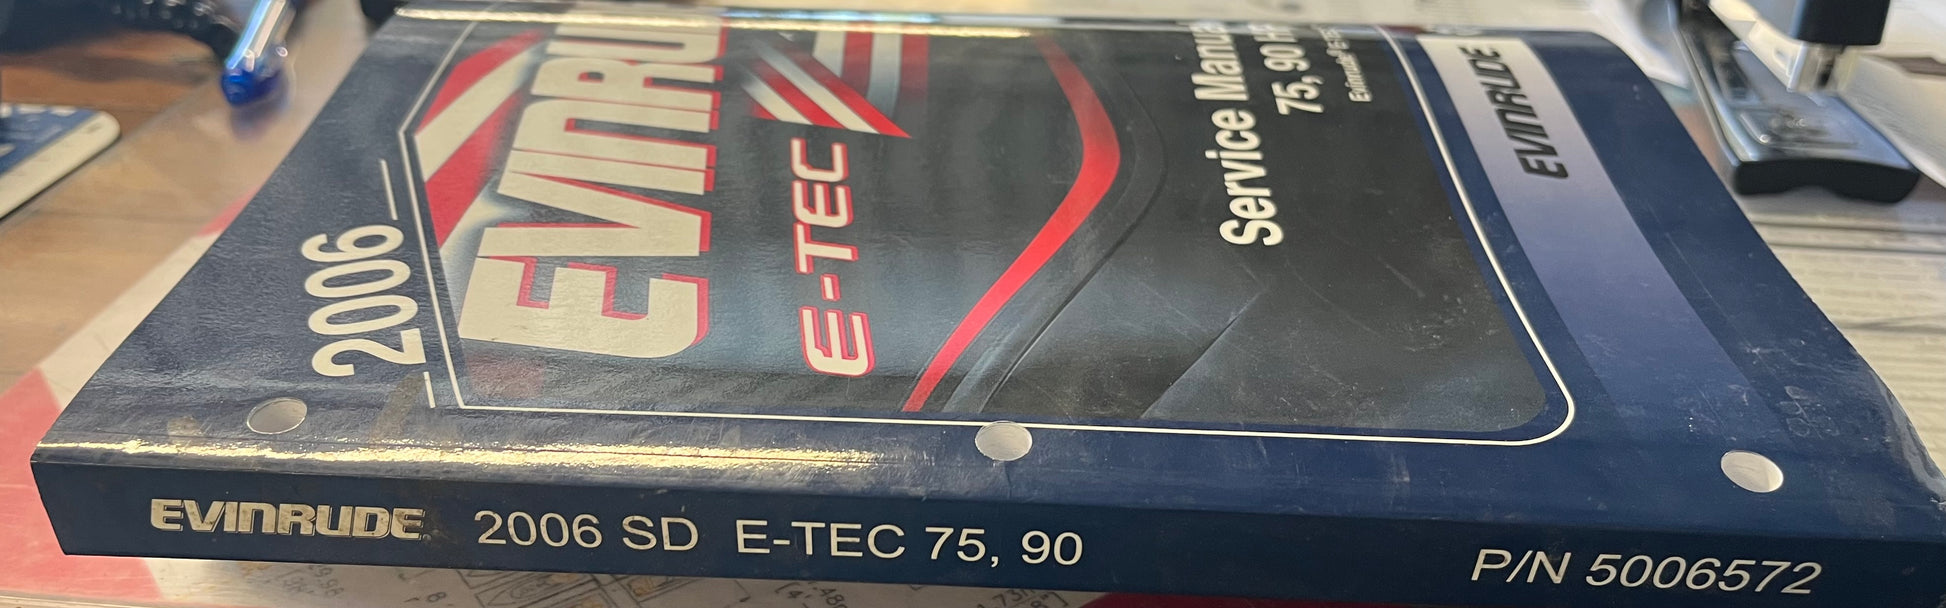 2006
EVINRUDE
E-TEC
Service Manual
75, 90
EVINRUDE
EVINRUDE 2006 SD E-TEC 75, 90 P/N 5006572